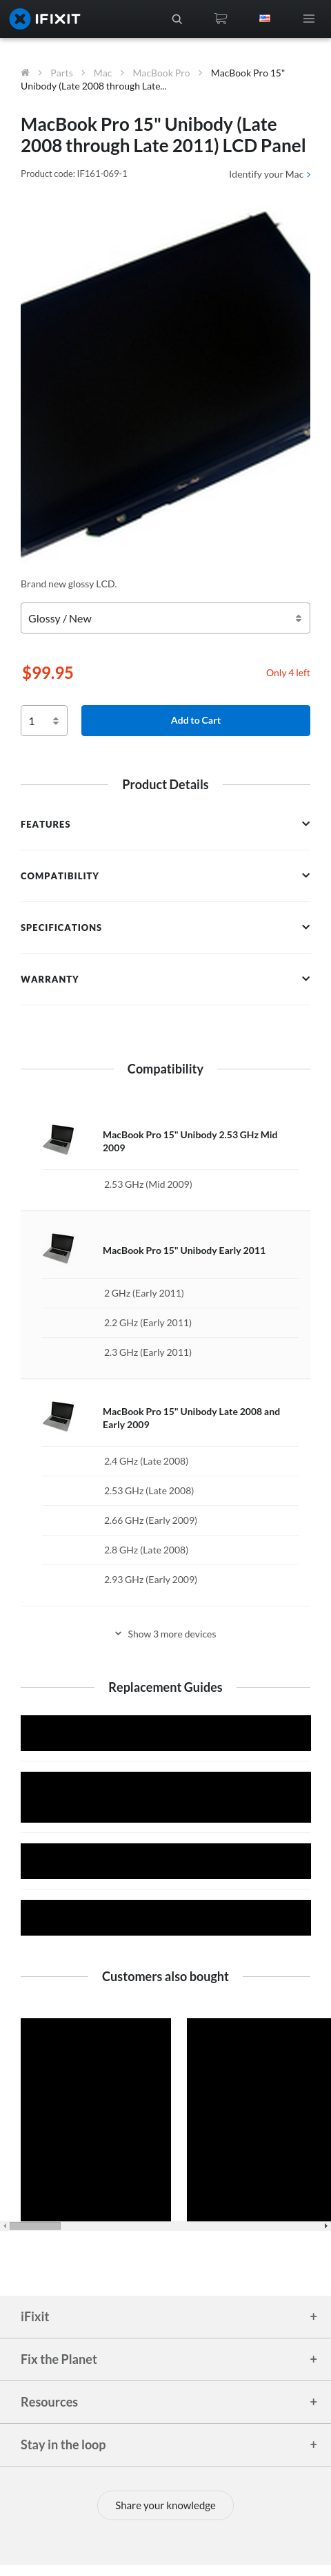 IFIXIT
Parts > Mac > MacBook Pro > MacBook Pro 15"
Unibody (Late 2008 through Late...
MacBook Pro 15" Unibody (Late
2008 through Late 2011) LCD Panel
Product code: IF161-069-1
Identify your Mac >
Brand new glossy LCD.
Glossy / New
$99.95
Only 4 left
1
Add to Cart
Product Details
FEATURES
COMPATIBILITY
SPECIFICATIONS
WARRANTY
Compatibility
MacBook Pro 15" Unibody 2.53 GHz Mid
2009
2.53 GHz (Mid 2009)
MacBook Pro 15" Unibody Early 2011
2 GHz (Early 2011)
2.2 GHz (Early 2011)
2.3 GHz (Early 2011)
MacBook Pro 15" Unibody Late 2008 and
Early 2009
2.4 GHz (Late 2008)
2.53 GHz (Late 2008)
2.66 GHz (Early 2009)
2.8 GHz (Late 2008)
2.93 GHz (Early 2009)
Show 3 more devices
Replacement Guides
Customers also bought
iFixit +
Fix the Planet +
Resources +
Stay in the loop +
Share your knowledge